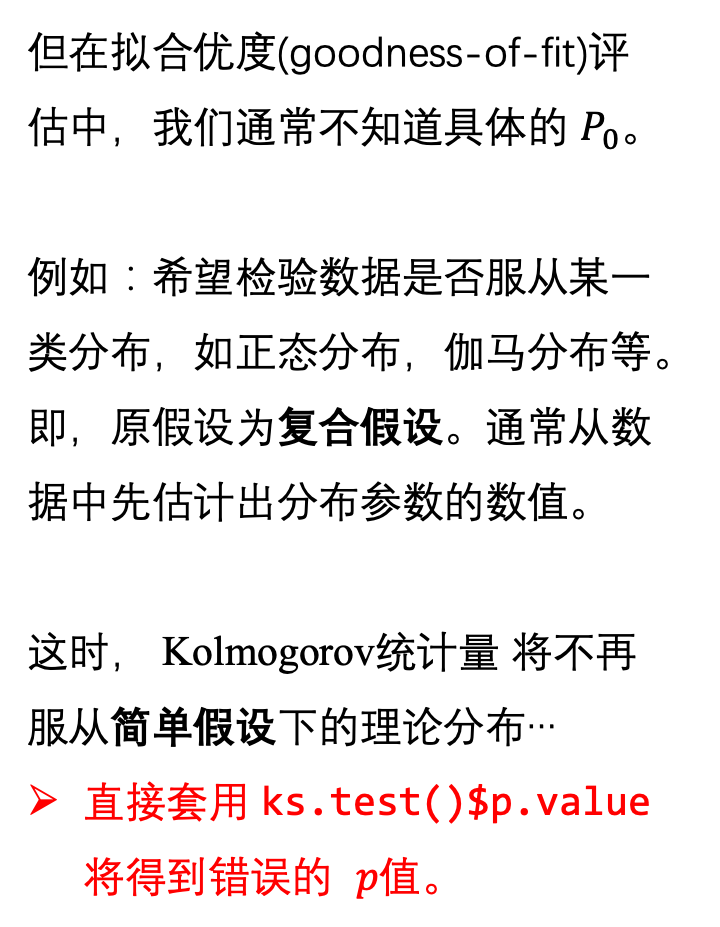 但在拟合优度(goodness-of-fit)评
估中，我们通常不知道具体的 P₀。
例如：希望检验数据是否服从某一
类分布，如正态分布，伽马分布等。
即，原假设为复合假设。通常从数
据中先估计出分布参数的数值。
这时， Kolmogorov统计量 将不再
服从简单假设下的理论分布…
➢ 直接套用 ks.test()$p.value
将得到错误的 p值。